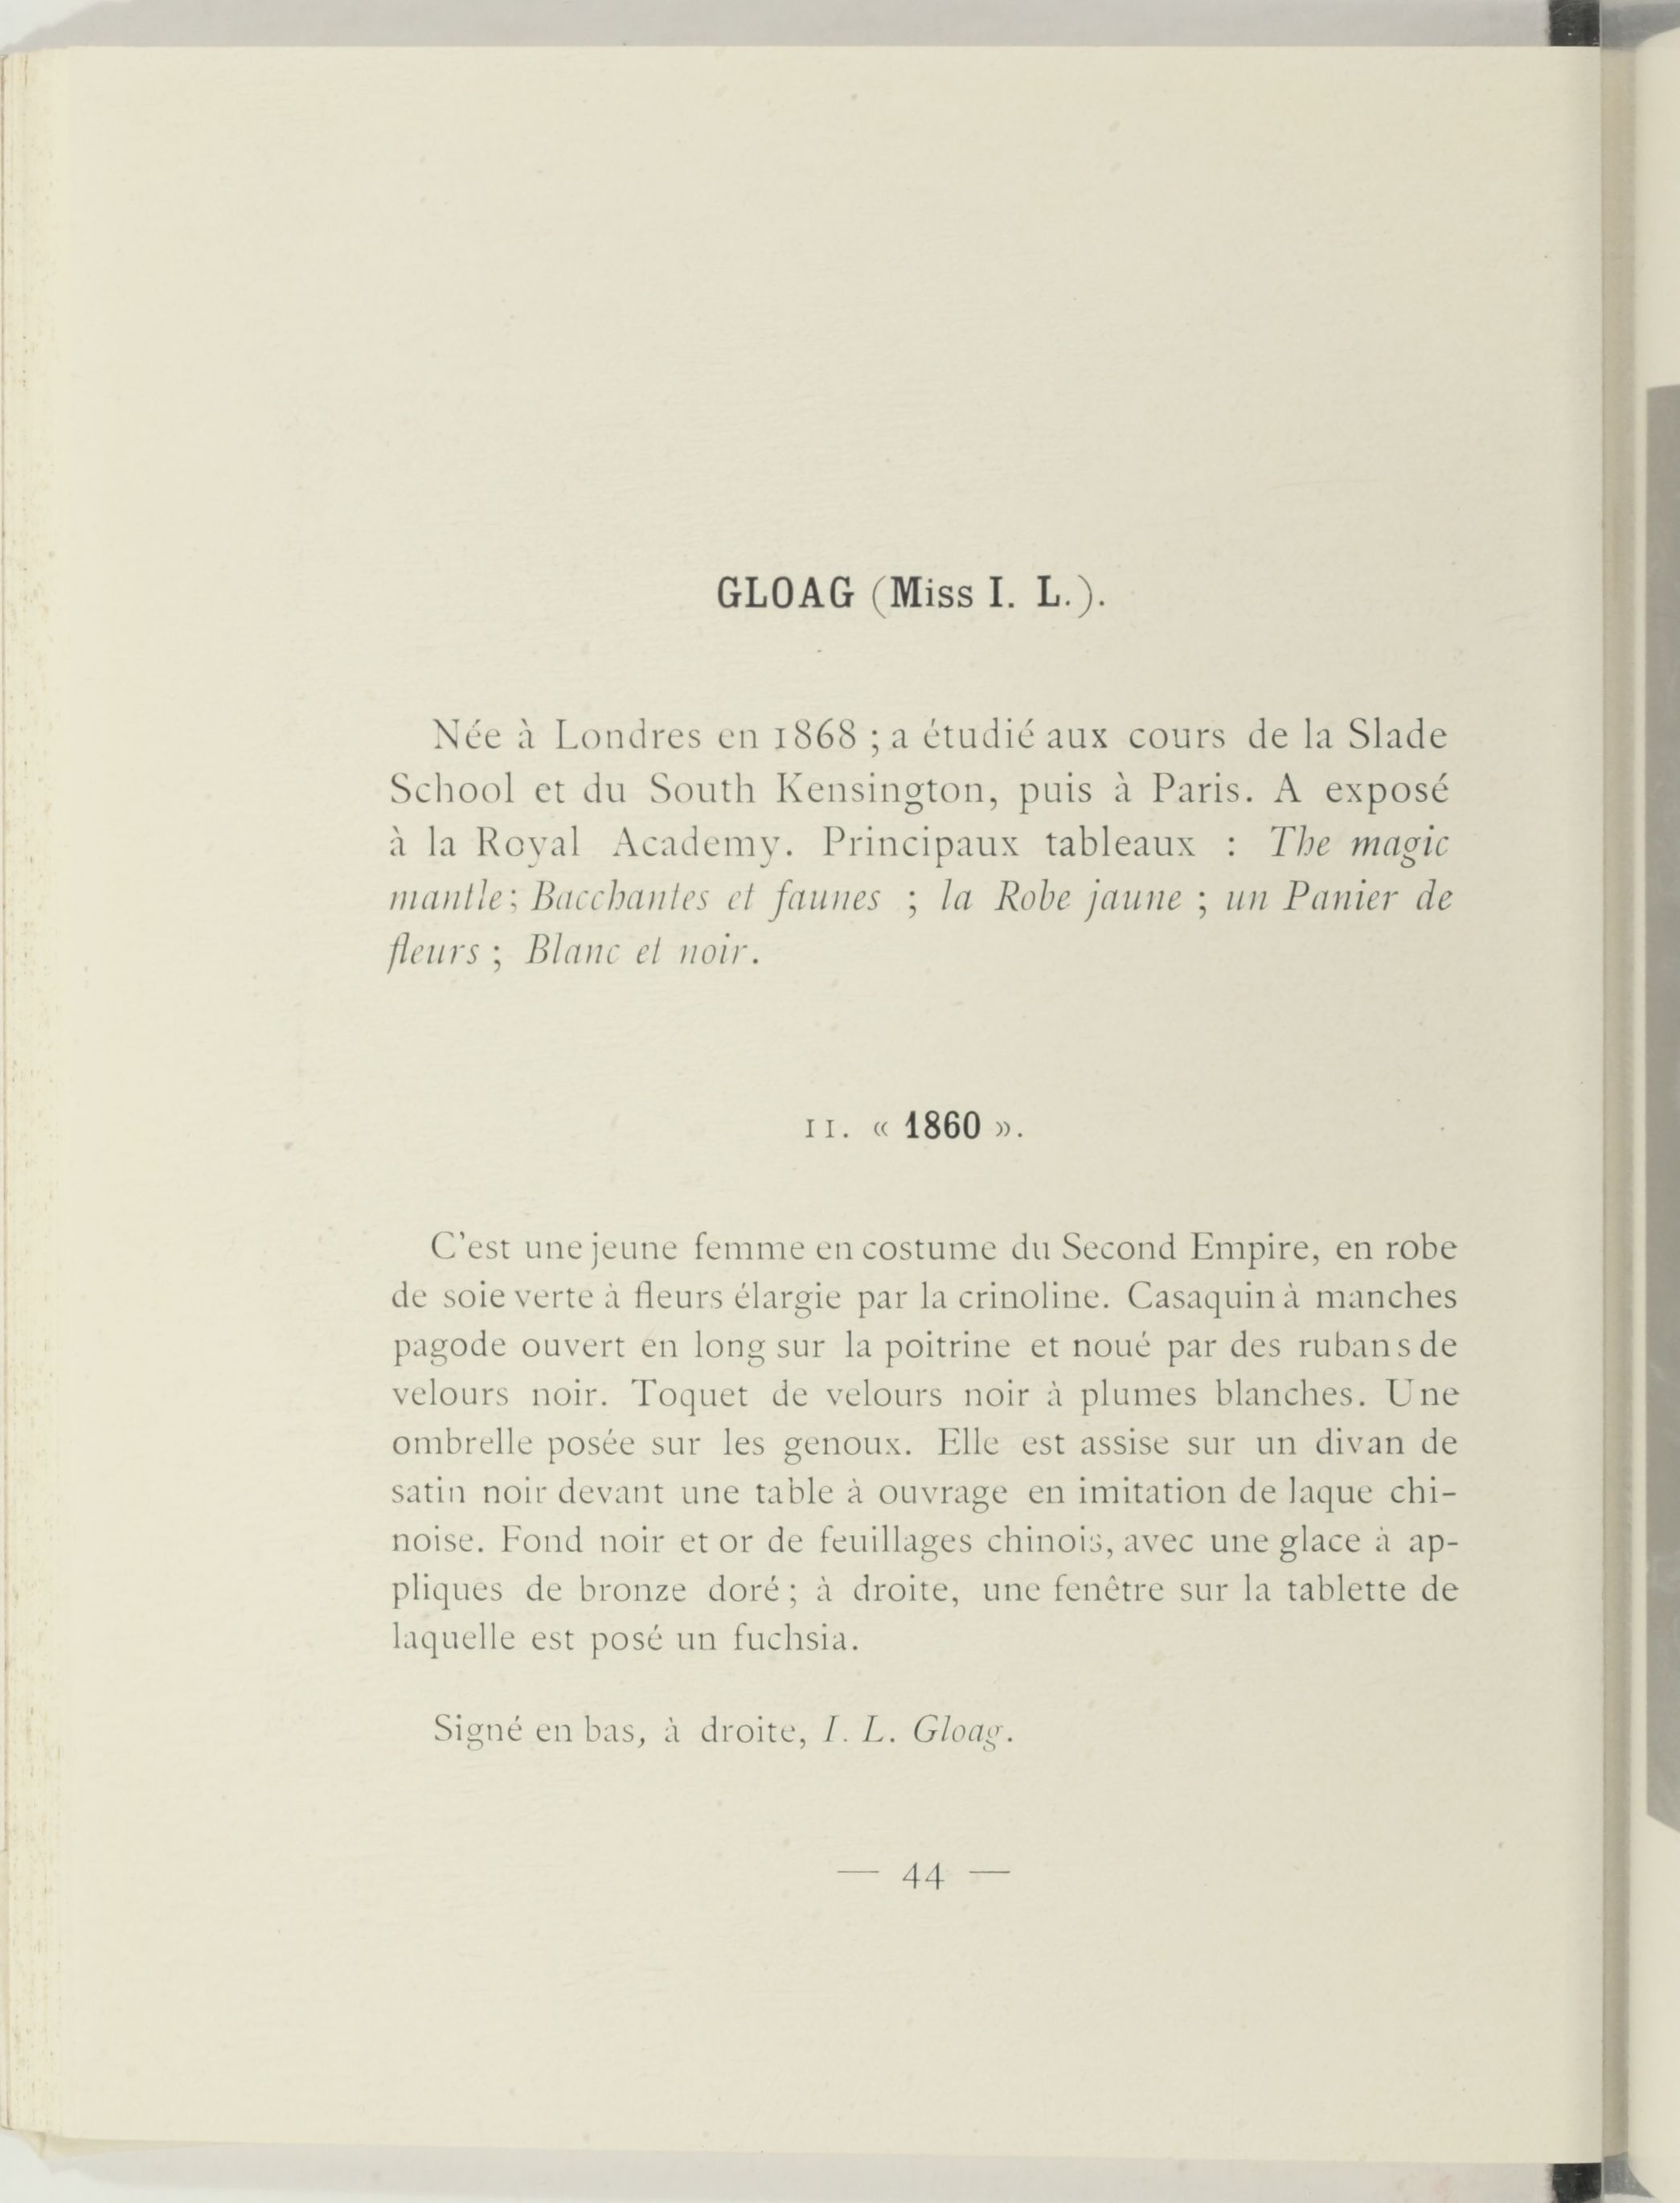 GLOAG (Miss I. L.).
Née à Londres en 1868 ; a étudié aux cours de la Slade
School et du South Kensington, puis à Paris. A exposé
à la Royal Academy. Principaux tableaux : The magic
mantle ; Bacchantes et faunes ; la Robe jaune ; un Panier de
fleurs ; Blanc et noir.
11. « 1860 ».
C'est une jeune femme en costume du Second Empire, en robe
de soie verte à fleurs élargie par la crinoline. Casaquin à manches
pagode ouvert en long sur la poitrine et noué par des rubans de
velours noir. Toquet de velours noir à plumes blanches. Une
ombrelle posée sur les genoux. Elle est assise sur un divan de
satin noir devant une table à ouvrage en imitation de laque chi-
noise. Fond noir et or de feuillages chinois, avec une glace à ap-
pliques de bronze doré ; à droite, une fenêtre sur la tablette de
laquelle est posé un fuchsia.
Signé en bas, à droite, I. L. Gloag.
— 44 —